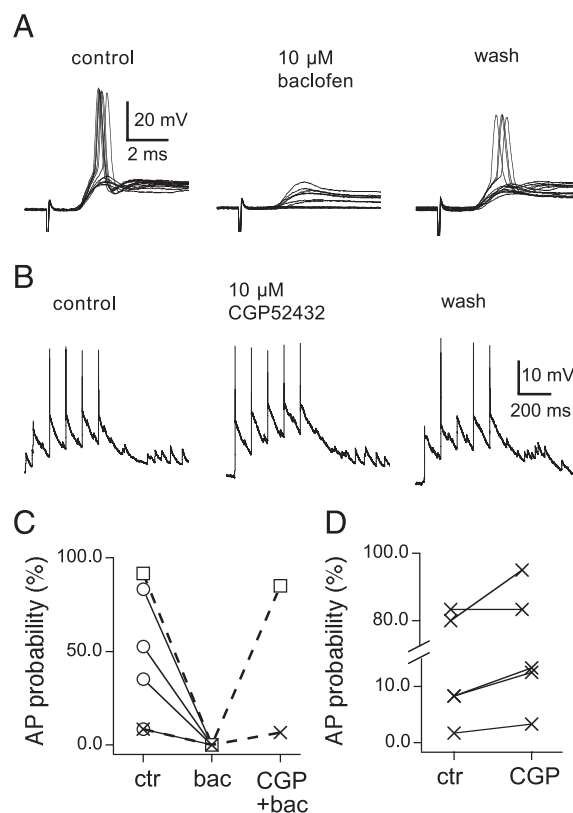 A
control
10 µM
baclofen
wash
20 mV
2 ms
B
control
10 µM
CGP52432
wash
10 mV
200 ms
C
D
AP probability (%)
100.0
50.0
0.0
ctr
bac
CGP
+bac
AP probability (%)
100.0
80.0
10.0
0.0
ctr
CGP